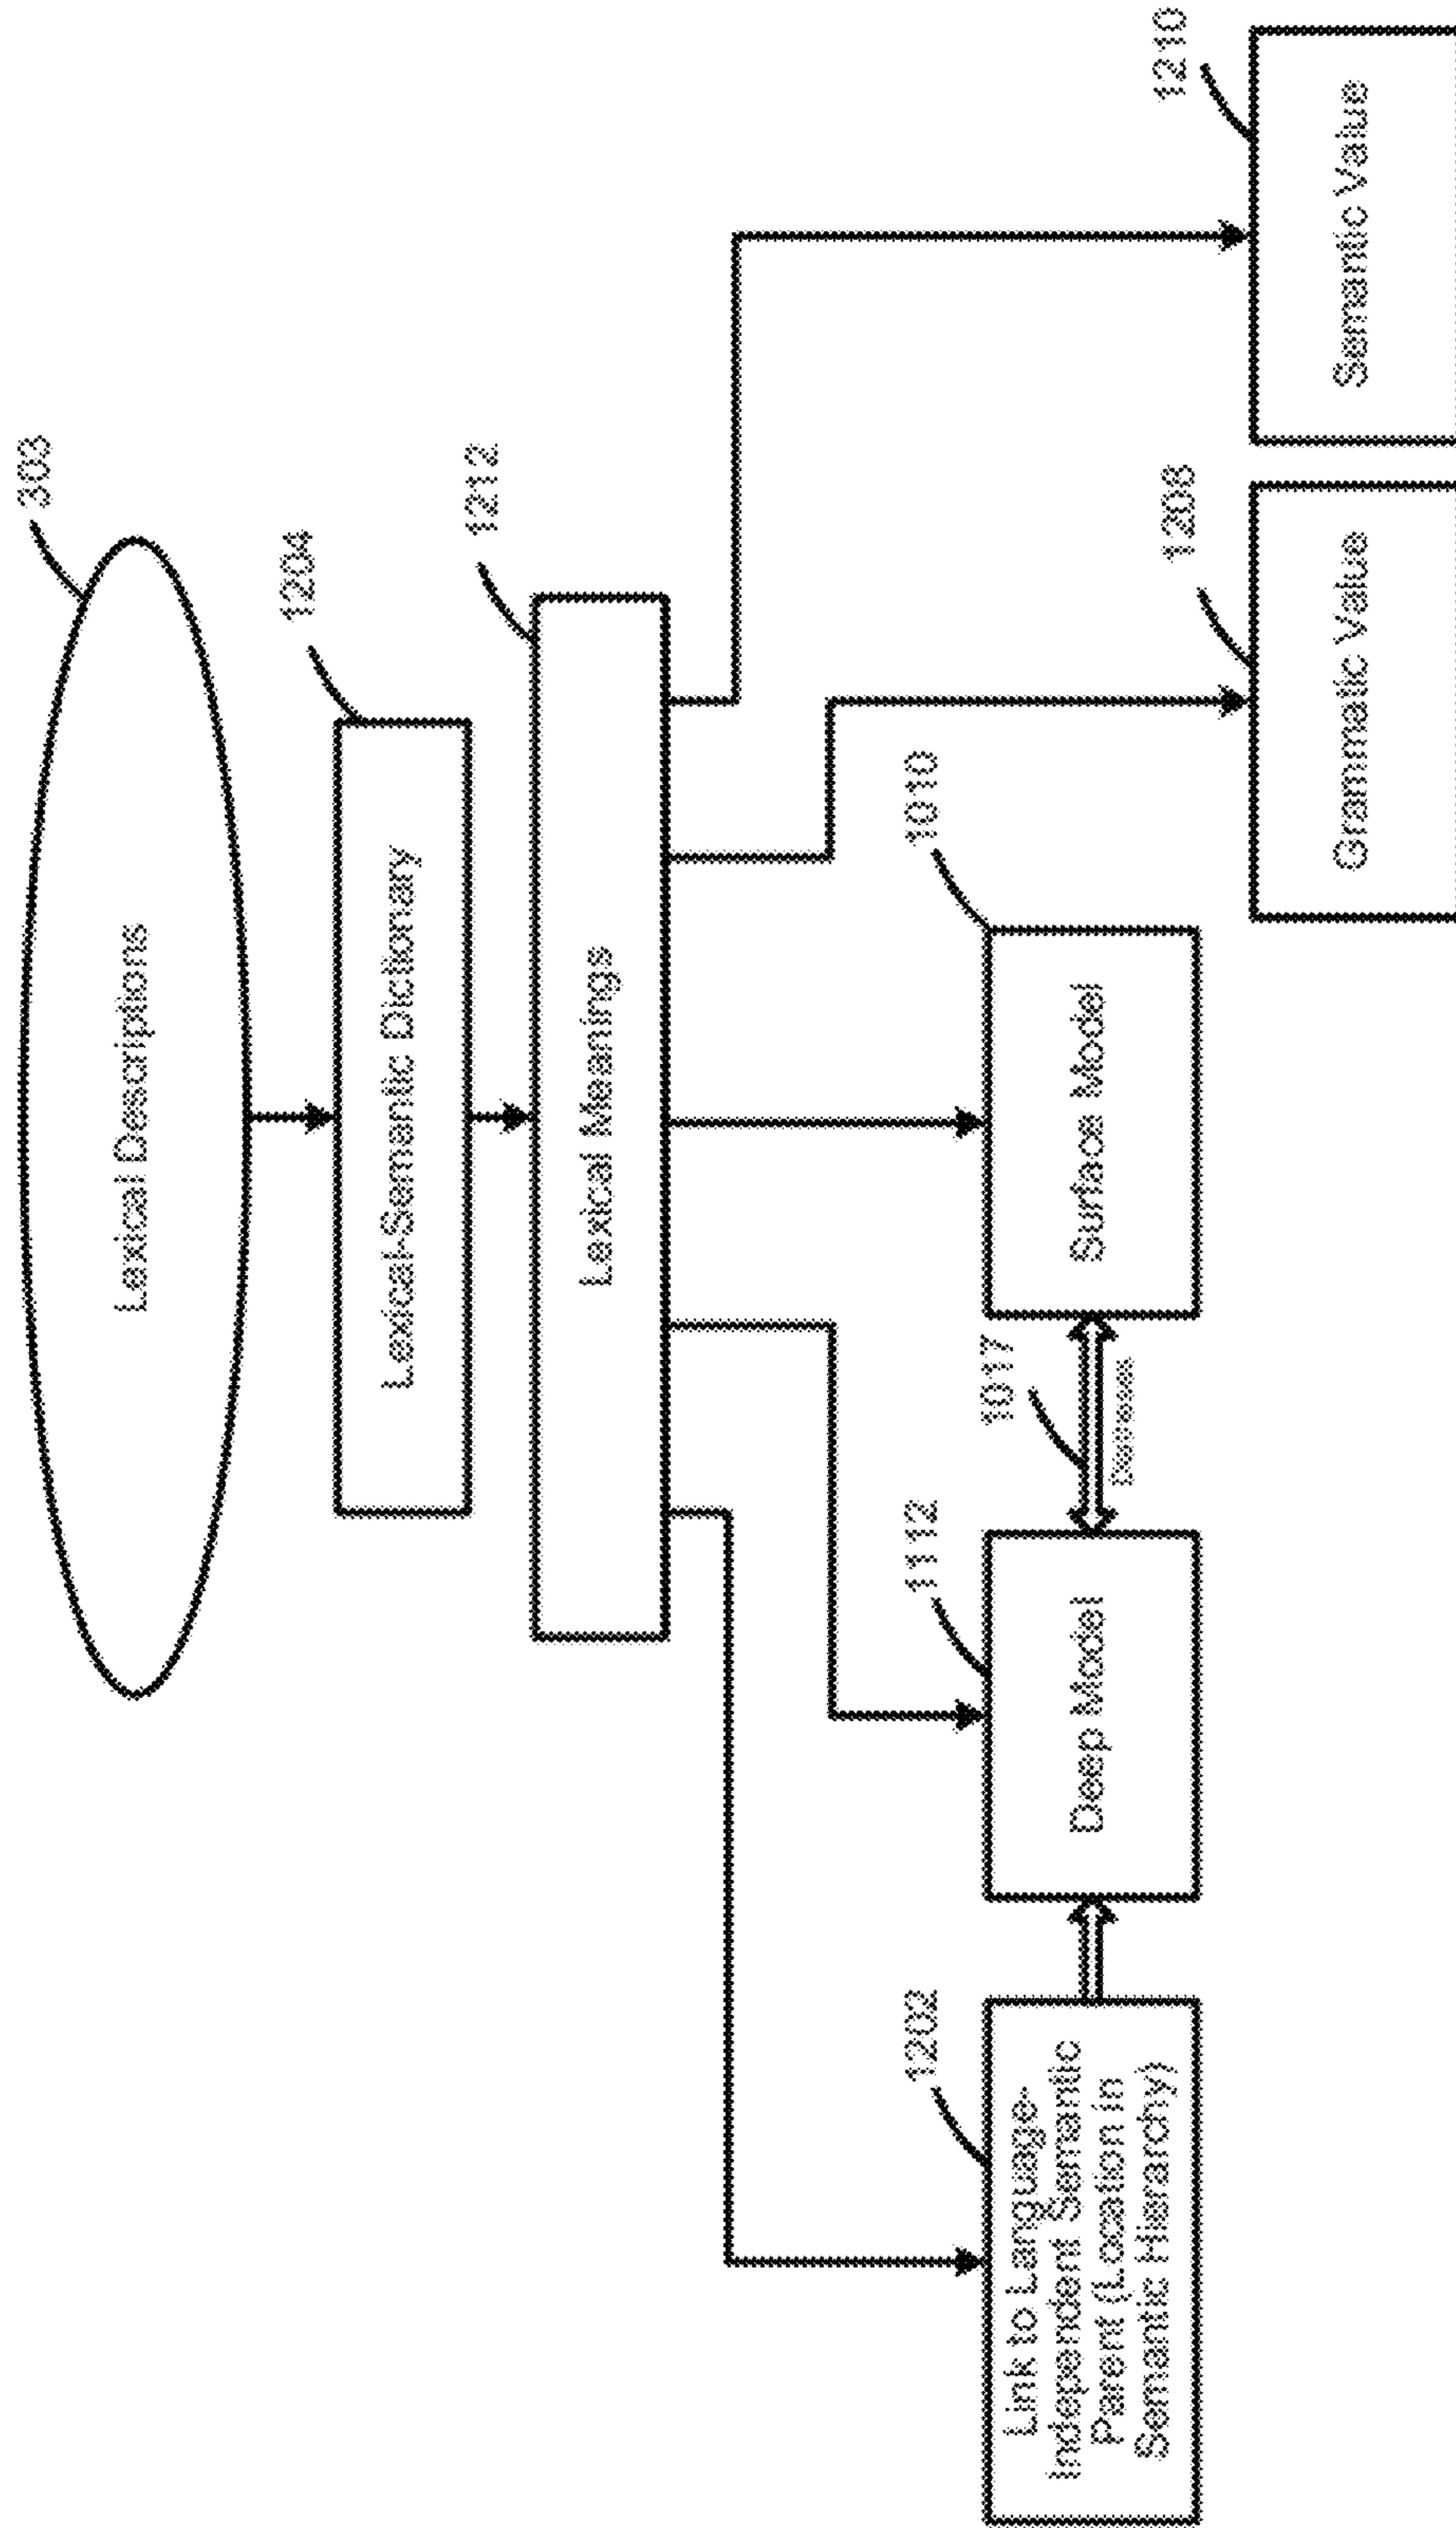 Lexical Descriptions
303
Lexical-Semantic Dictionary
1204
Lexical Meanings
1212
1202
Link to Language-
Independent Semantic
Parent (Location in
Semantic Hierarchy)
1112
Deep Model
1017
Diateses
1010
Surface Model
1208
Grammatic Value
1210
Semantic Value